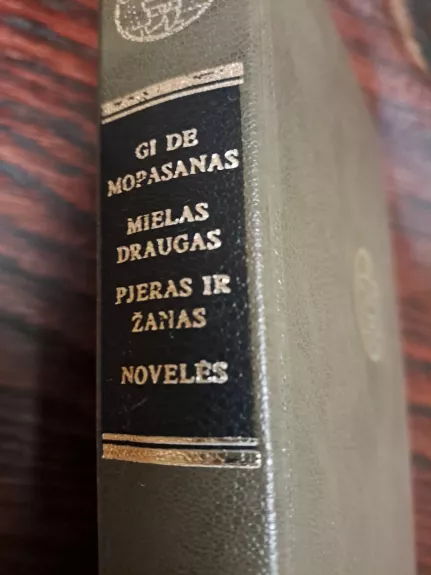 GI DE
MOPASANAS
MIELAS
DRAUGAS
PJERAS IR
ŽANAS
NOVELĖS